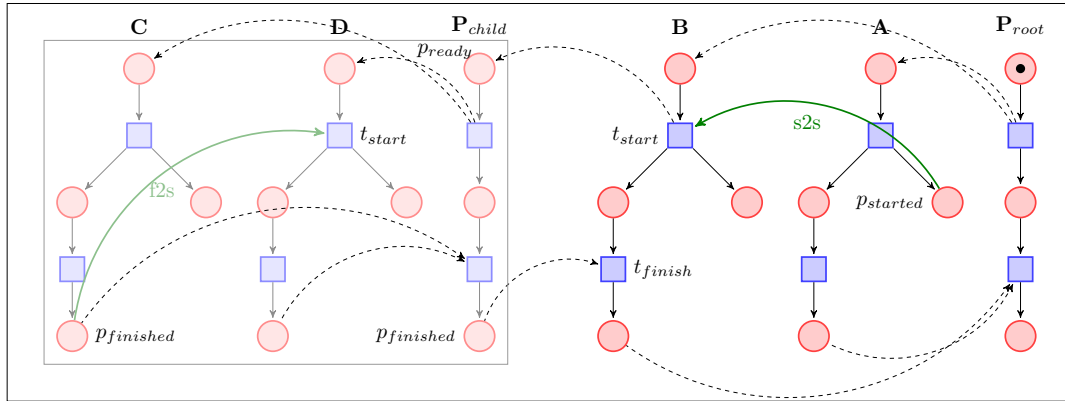 C D P_child B A P_root
p_ready
t_start t_start s2s
f2s p_started
t_finish
p_finished p_finished